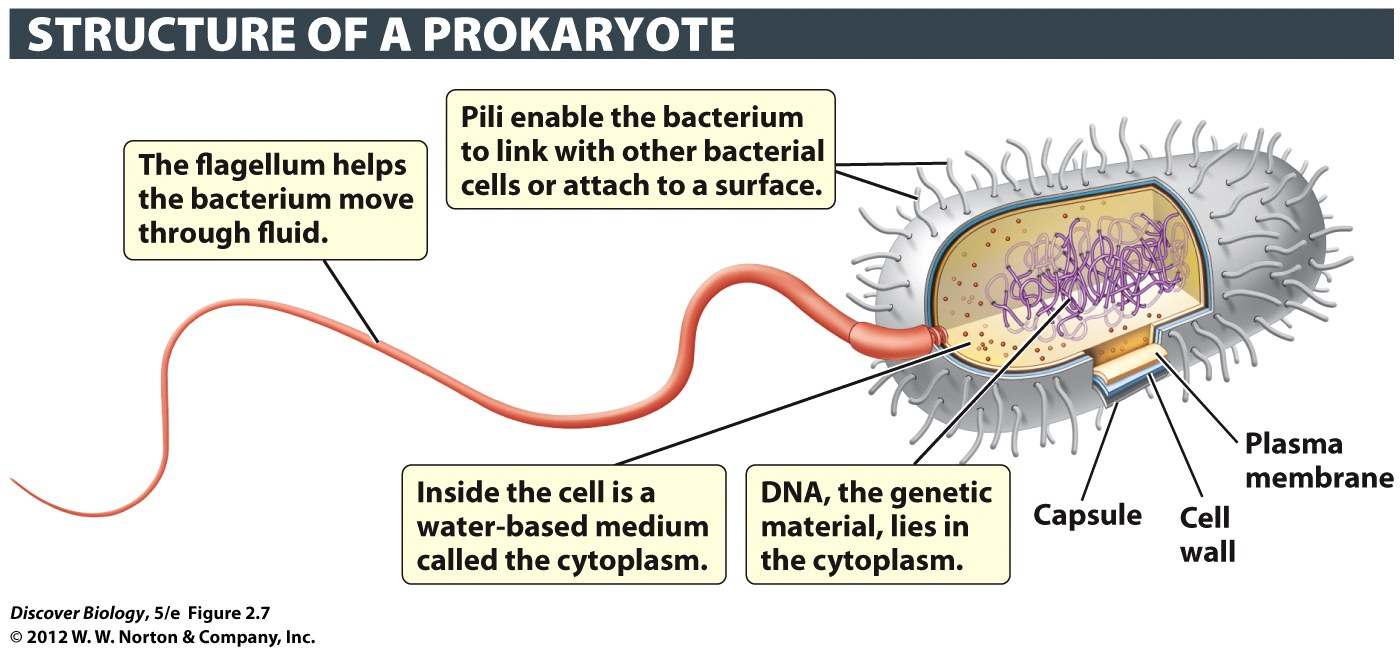 STRUCTURE OF A PROKARYOTE
Pili enable the bacterium
to link with other bacterial
cells or attach to a surface.
The flagellum helps
the bacterium move
through fluid.
Inside the cell is a
water-based medium
called the cytoplasm.
DNA, the genetic
material, lies in
the cytoplasm.
Capsule
Cell
wall
Plasma
membrane
Discover Biology, 5/e Figure 2.7
© 2012 W. W. Norton & Company, Inc.